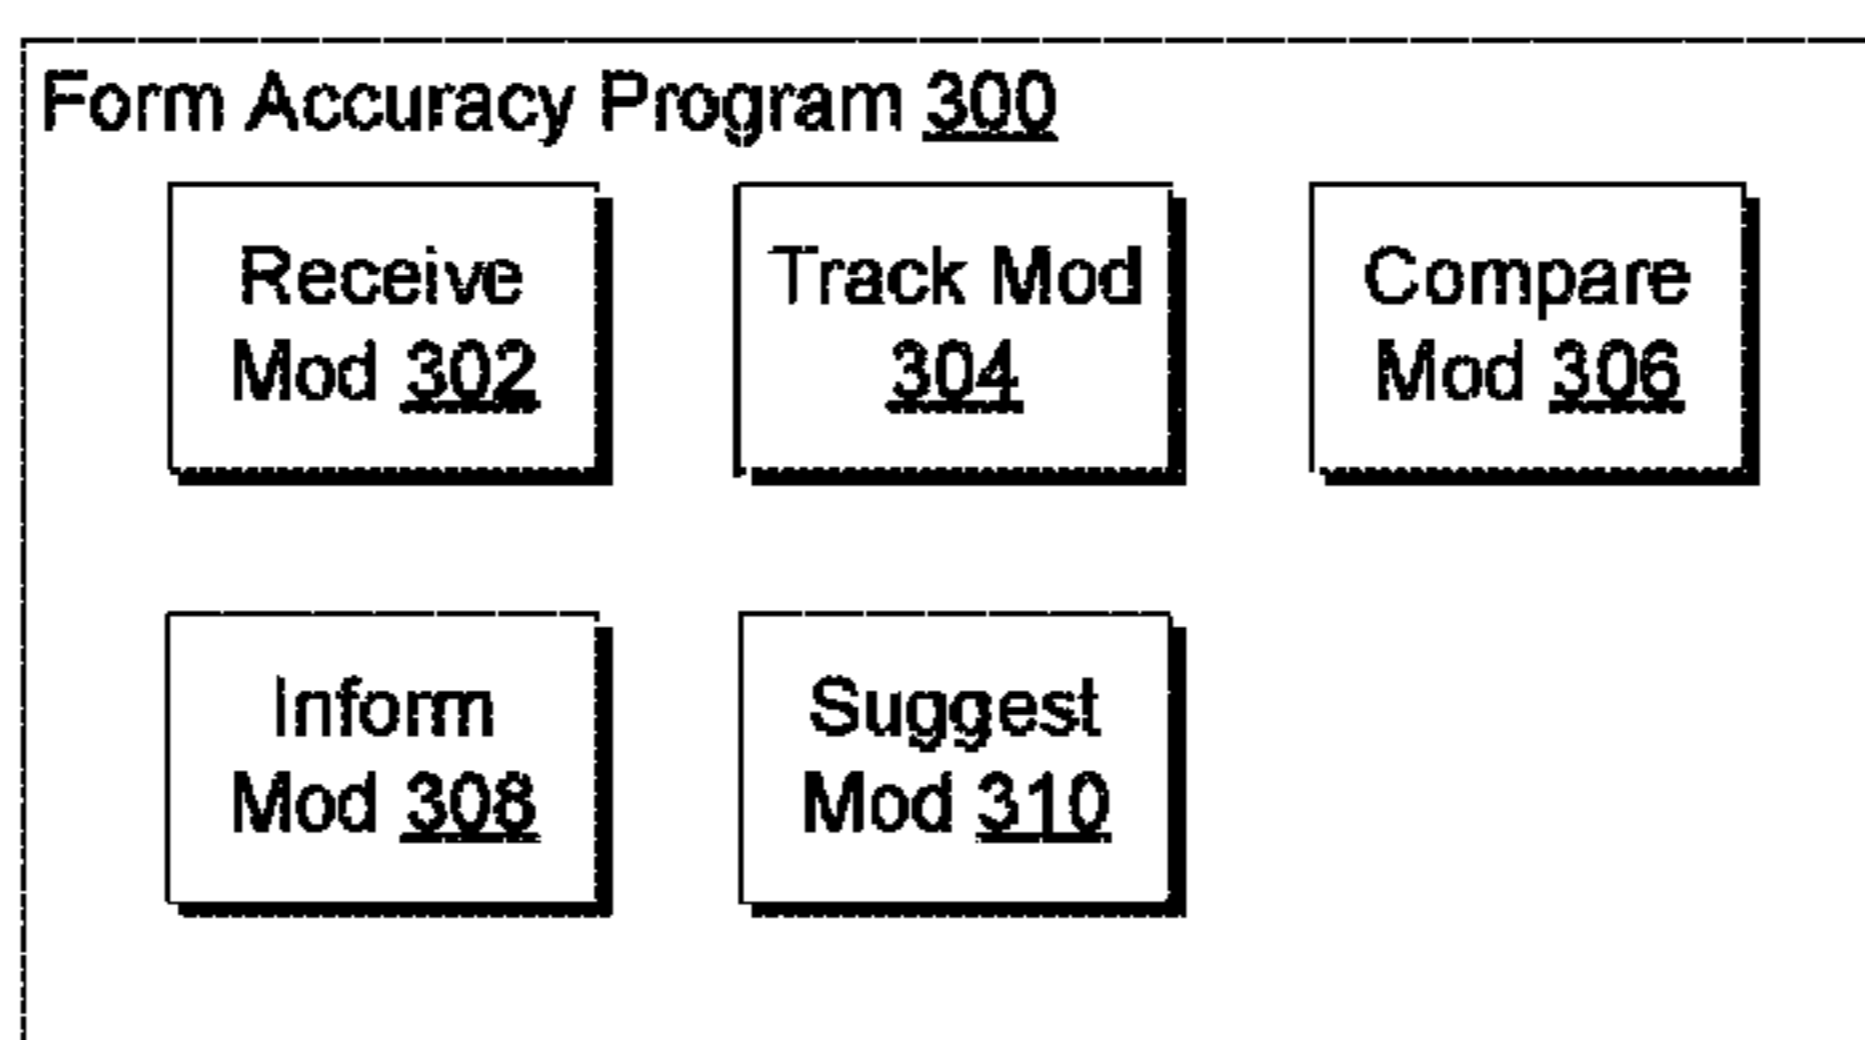 Form Accuracy Program 300
Receive
Mod 302
Track Mod
304
Compare
Mod 306
Inform
Mod 308
Suggest
Mod 310